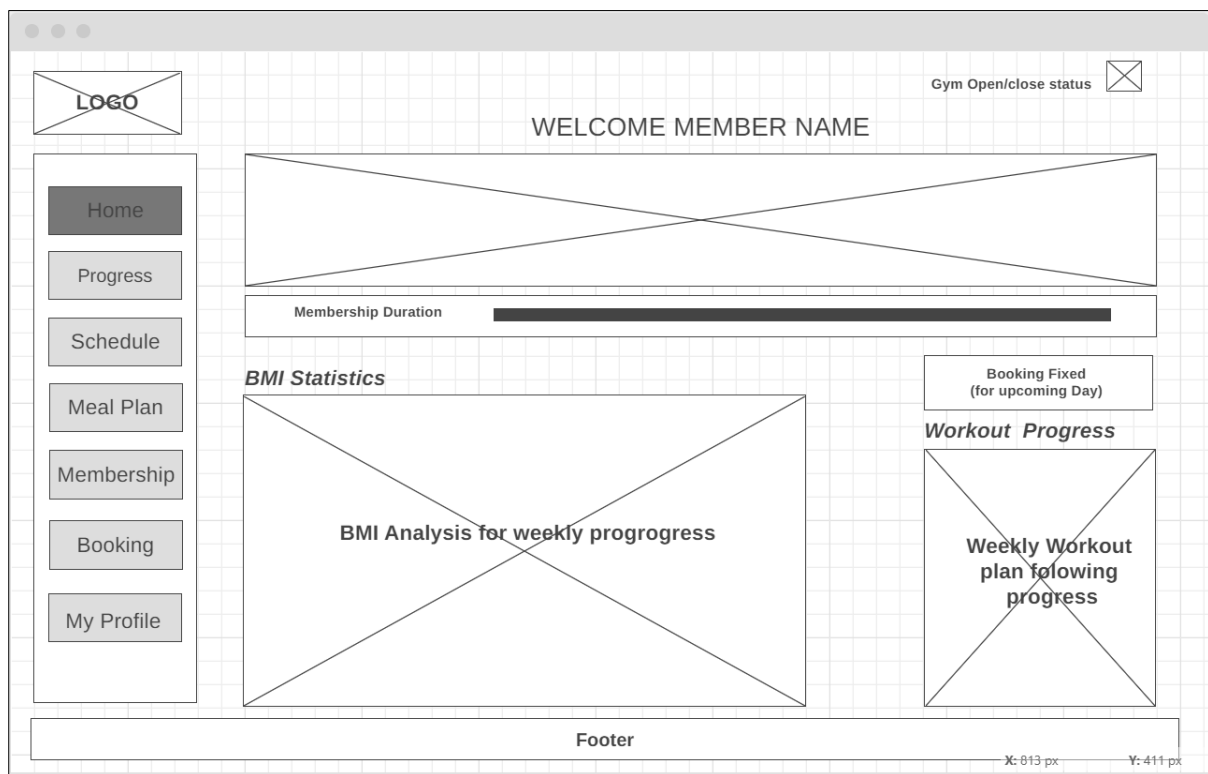 LOGO
Gym Open/close status
WELCOME MEMBER NAME
Home
Progress
Schedule
Meal Plan
Membership
Booking
My Profile
Membership Duration
BMI Statistics
BMI Analysis for weekly progrogress
Booking Fixed
(for upcoming Day)
Workout Progress
Weekly Workout
plan folowing
progress
Footer
X: 813 px Y: 411 px